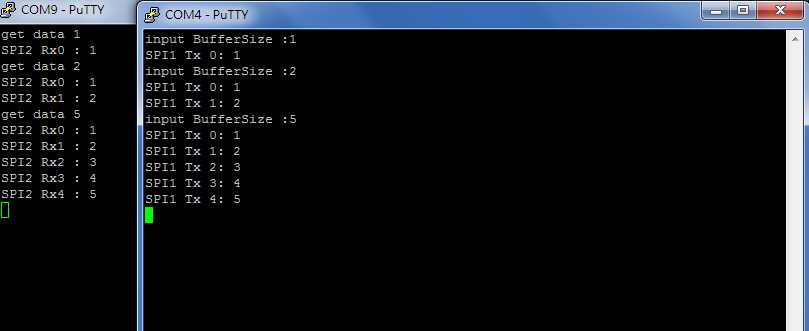 COM9 - PuTTY
get data 1
SPI2 Rx0 : 1
get data 2
SPI2 Rx0 : 1
SPI2 Rx1 : 2
get data 5
SPI2 Rx0 : 1
SPI2 Rx1 : 2
SPI2 Rx2 : 3
SPI2 Rx3 : 4
SPI2 Rx4 : 5
COM4 - PuTTY
input BufferSize :1
SPI1 Tx 0: 1
input BufferSize :2
SPI1 Tx 0: 1
SPI1 Tx 1: 2
input BufferSize :5
SPI1 Tx 0: 1
SPI1 Tx 1: 2
SPI1 Tx 2: 3
SPI1 Tx 3: 4
SPI1 Tx 4: 5